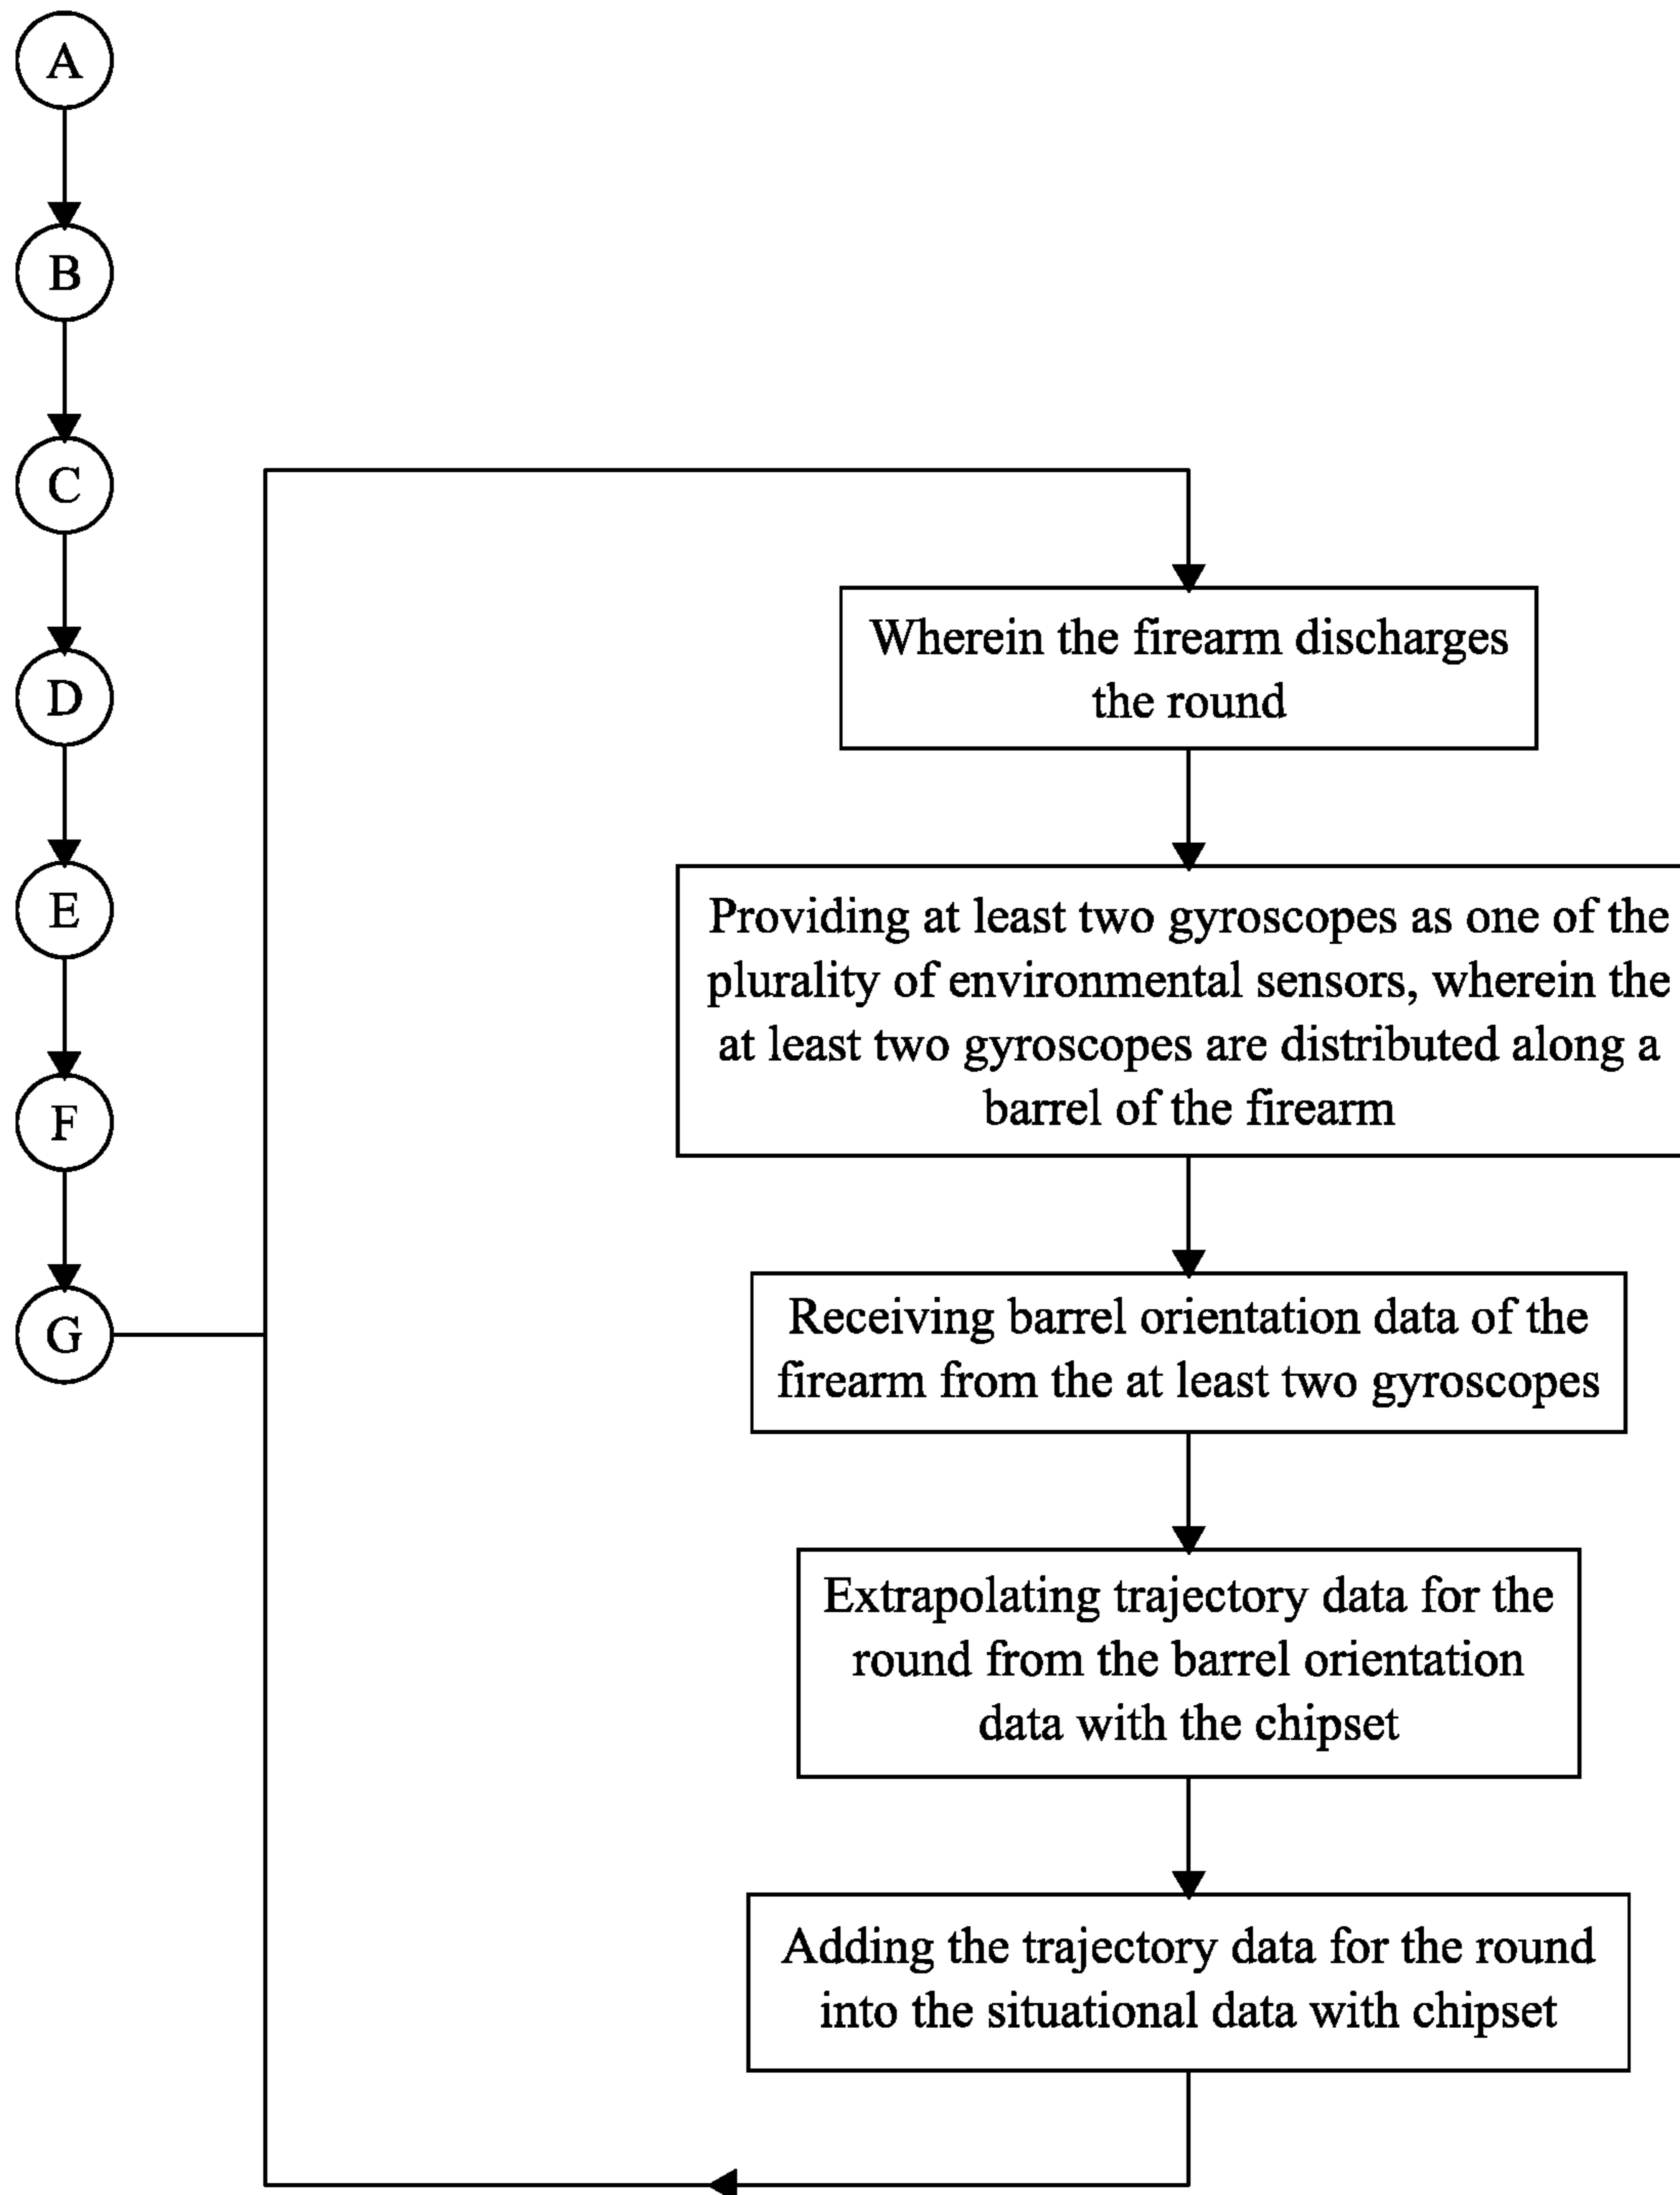 A
B
C
D
E
F
G
Wherein the firearm discharges
the round
Providing at least two gyroscopes as one of the
plurality of environmental sensors, wherein the
at least two gyroscopes are distributed along a
barrel of the firearm
Receiving barrel orientation data of the
firearm from the at least two gyroscopes
Extrapolating trajectory data for the
round from the barrel orientation
data with the chipset
Adding the trajectory data for the round
into the situational data with chipset